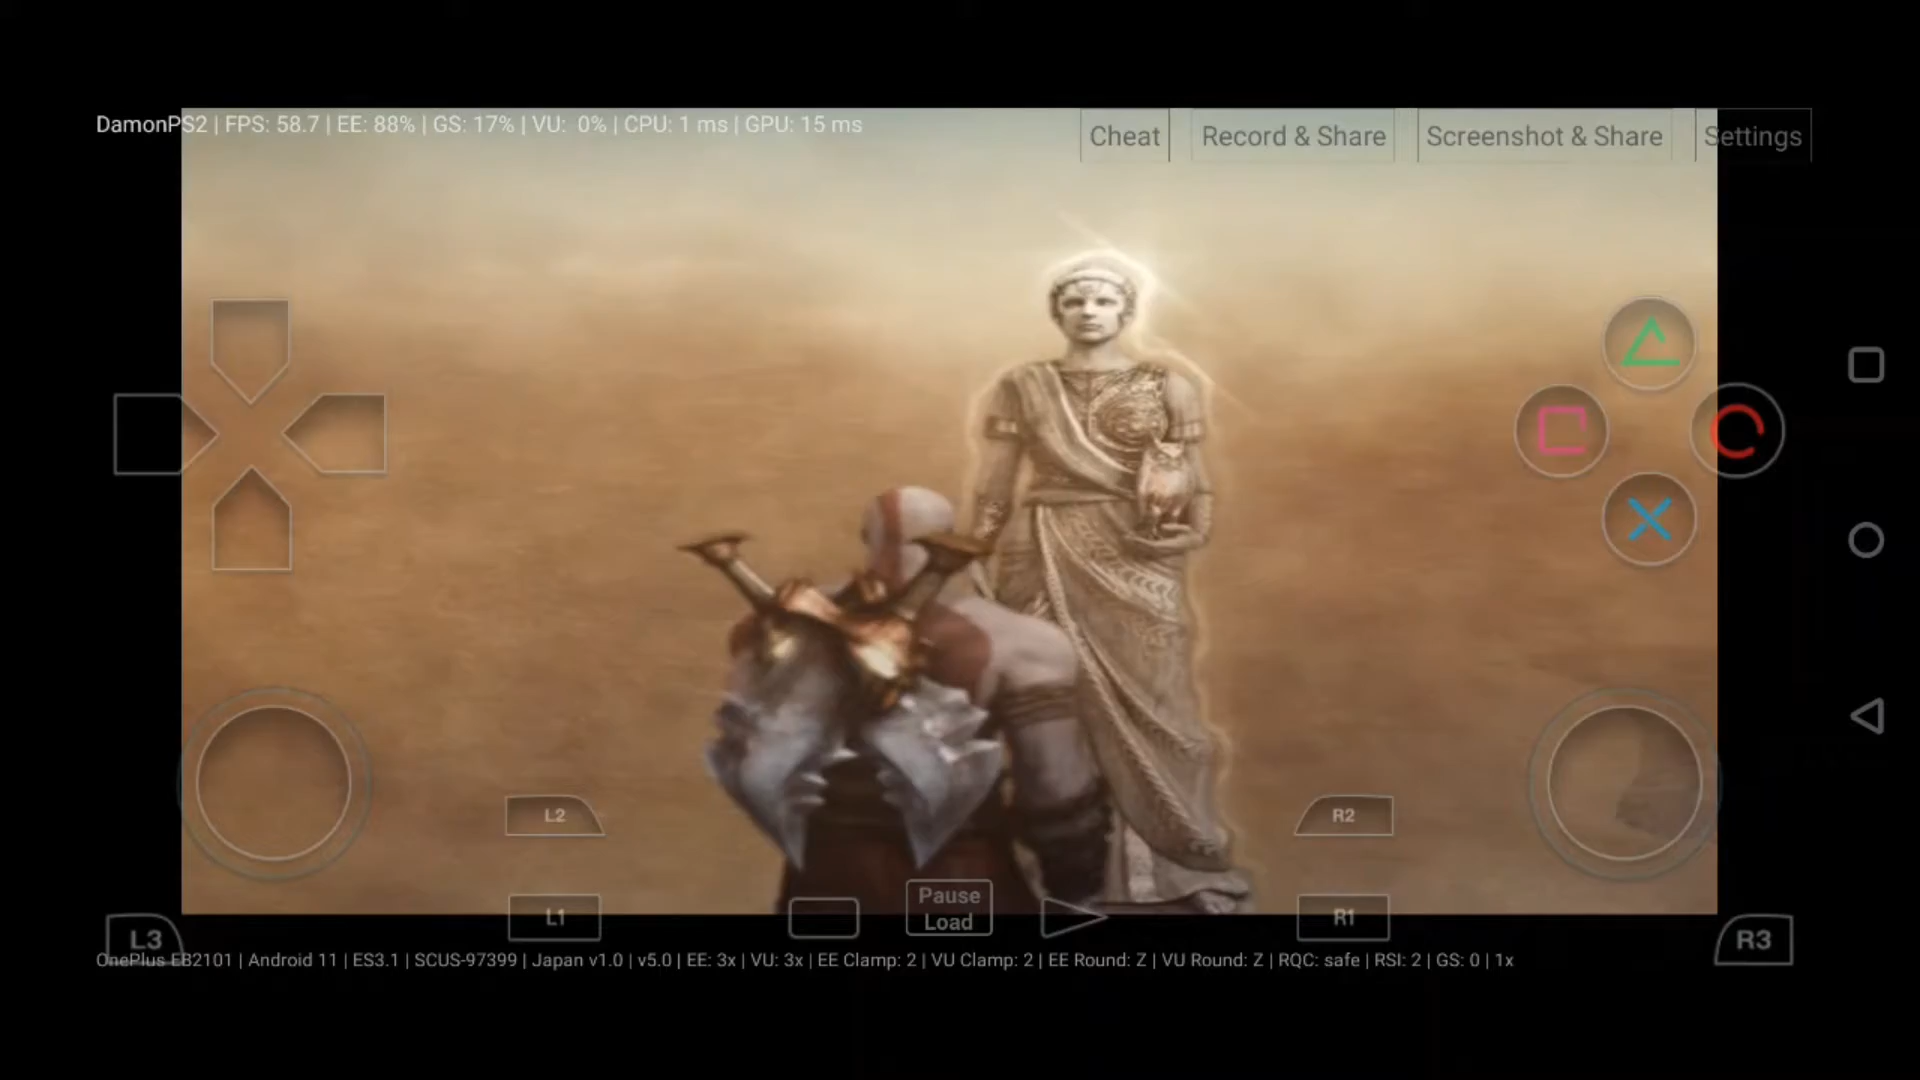 DamonPS2 | FPS: 58.7 | EE: 88% | GS: 17% | VU:  0% | CPU: 1 ms | GPU: 15 ms
Cheat
Record & Share
Screenshot & Share
Settings
L2
R2
L1
Pause
Load
R1
L3
R3
OnePlus EB2101 | Android 11 | ES3.1 | SCUS-97399 | Japan v1.0 | v5.0 | EE: 3x | VU: 3x | EE Clamp: 2 | VU Clamp: 2 | EE Round: Z | VU Round: Z | RQC: safe | RSI: 2 | GS: 0 | 1x